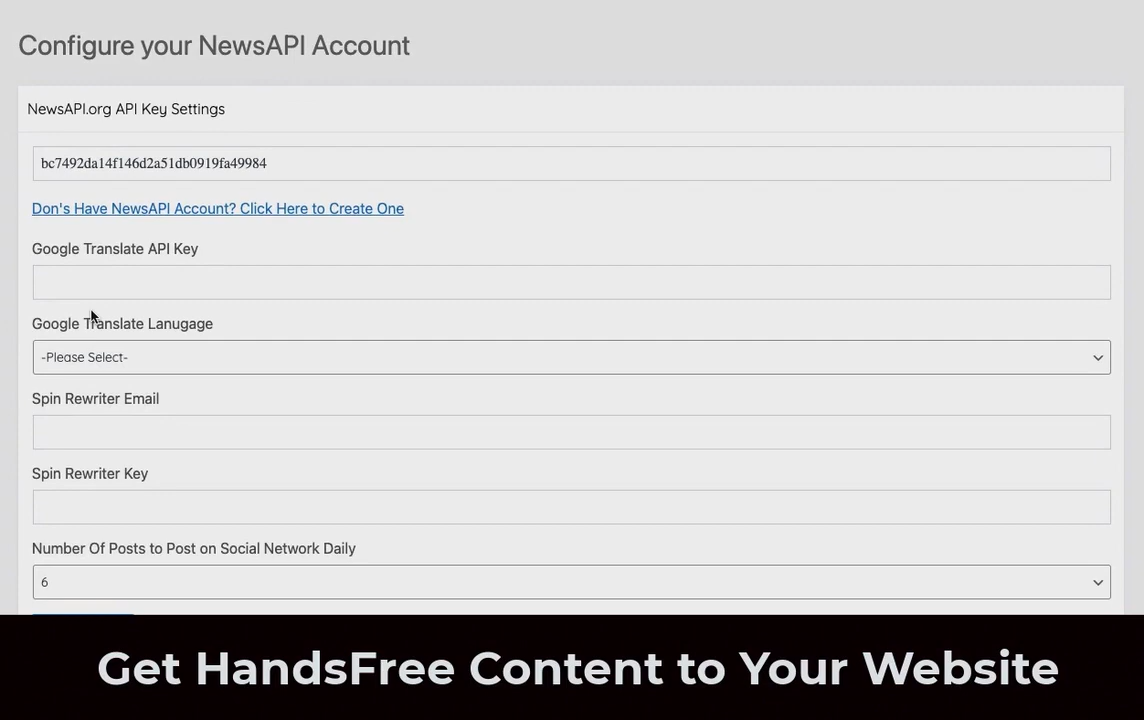 Configure your NewsAPI Account
NewsAPI.org API Key Settings
bc7492da14f146d2a51db0919fa49984
Don's Have NewsAPI Account? Click Here to Create One
Google Translate API Key
Google Translate Lanugage
-Please Select-
Spin Rewriter Email
Spin Rewriter Key
Number Of Posts to Post on Social Network Daily
6
Get HandsFree Content to Your Website